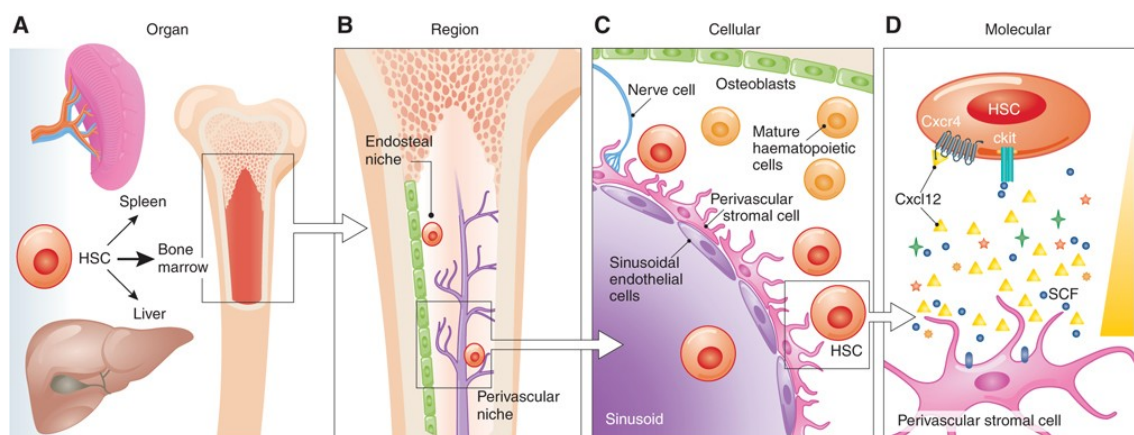 A
Organ
Spleen
HSC
Bone
marrow
Liver
B
Region
Endosteal
niche
Perivascular
niche
C
Cellular
Osteoblasts
Nerve cell
Mature
haematopoietic
cells
Perivascular
stromal cell
Sinusoidal
endothelial
cells
HSC
Sinusoid
D
Molecular
HSC
Cxcr4
ckit
Cxcl12
SCF
Perivascular stromal cell